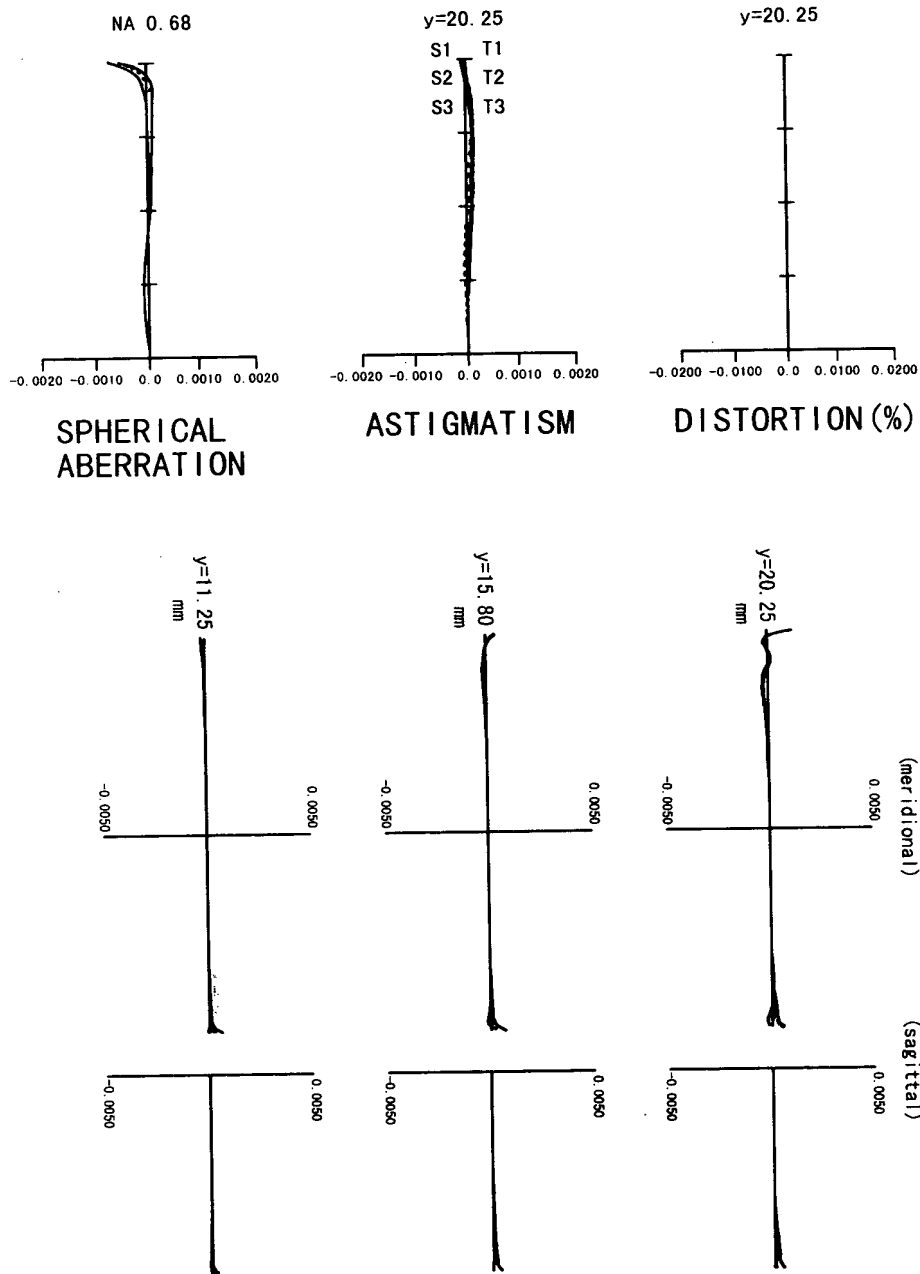 NA 0.68
y=20.25
y=20.25
S1 T1
S2 T2
S3 T3
-0.0020 -0.0010 0.0 0.0010 0.0020
-0.0020 -0.0010 0.0 0.0010 0.0020
-0.0200 -0.0100 0.0 0.0100 0.0200
SPHERICAL
ABERRATION
ASTIGMATISM
DISTORTION(%)
y=11.25
mm
y=15.80
mm
y=20.25
mm
-0.0050
0.0050
-0.0050
0.0050
-0.0050
0.0050
(meridional)
-0.0050
0.0050
-0.0050
0.0050
-0.0050
0.0050
(sagittal)